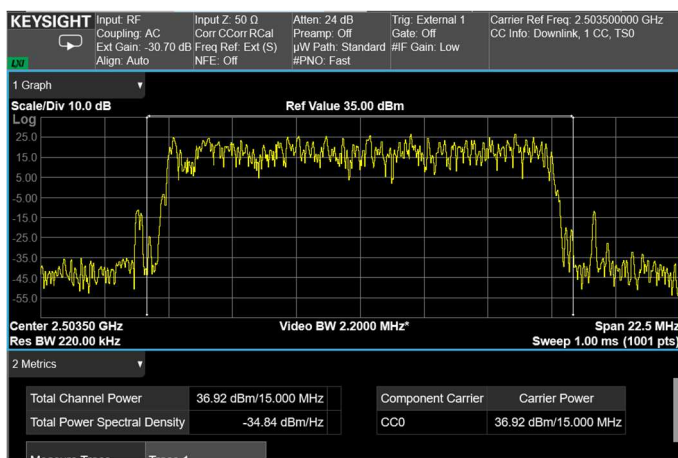 KEYSIGHT Input: RF Input Z: 50 Ω Atten: 24 dB Trig: External 1 Carrier Ref Freq: 2.503500000 GHz
Coupling: AC Corr CCorr RCal Preamp: Off Gate: Off CC Info: Downlink, 1 CC, TS0
Ext Gain: -30.70 dB Freq Ref: Ext (S) µW Path: Standard #IF Gain: Low
LXI Align: Auto NFE: Off #PNO: Fast
1 Graph
Scale/Div 10.0 dB Ref Value 35.00 dBm
Log
25.0
15.0
5.00
-5.00
-15.0
-25.0
-35.0
-45.0
-55.0
Center 2.50350 GHz Video BW 2.2000 MHz* Span 22.5 MHz
Res BW 220.00 kHz Sweep 1.00 ms (1001 pts)
2 Metrics
Total Channel Power 36.92 dBm/15.000 MHz Component Carrier Carrier Power
Total Power Spectral Density -34.84 dBm/Hz CC0 36.92 dBm/15.000 MHz